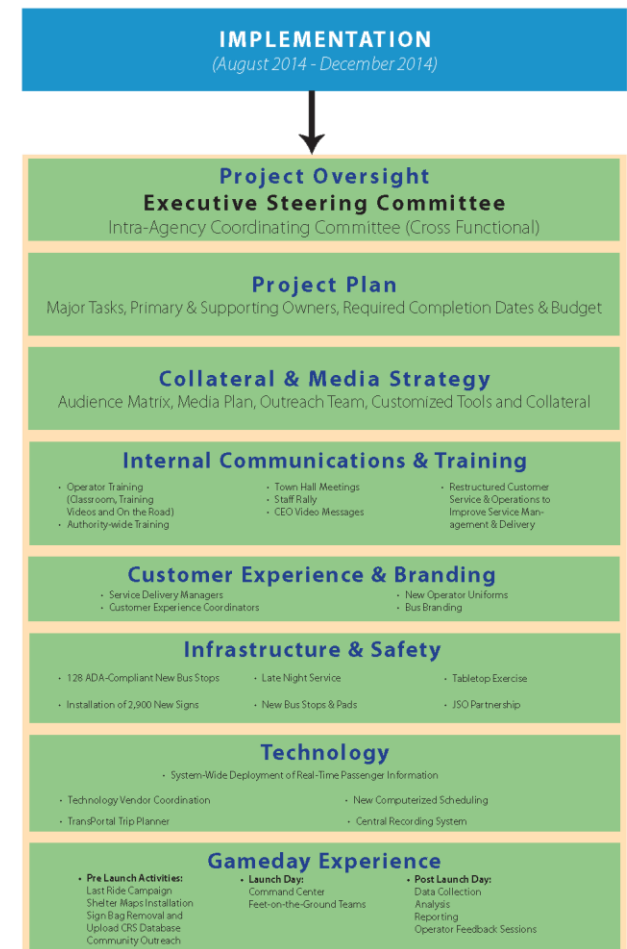 IMPLEMENTATION
(August 2014 - December 2014)
Project Oversight
Executive Steering Committee
Intra-Agency Coordinating Committee (Cross Functional)
Project Plan
Major Tasks, Primary & Supporting Owners, Required Completion Dates & Budget
Collateral & Media Strategy
Audience Matrix, Media Plan, Outreach Team, Customized Tools and Collateral
Internal Communications & Training
• Operator Training
(Classroom, Training
Videos and On the Road)
• Authority-wide Training
• Town Hall Meetings
• Staff Rally
• CEO Video Messages
• Restructured Customer
Service & Operations to
Improve Service Man-
agement & Delivery
Customer Experience & Branding
• Service Delivery Managers
• Customer Experience Coordinators
• New Operator Uniforms
• Bus Branding
Infrastructure & Safety
• 128 ADA-Compliant New Bus Stops
• Installation of 2,900 New Signs
• Late Night Service
• New Bus Stops & Pads
• Tabletop Exercise
• JSO Partnership
Technology
• System-Wide Deployment of Real-Time Passenger Information
• Technology Vendor Coordination
• TransPortal Trip Planner
• New Computerized Scheduling
• Central Recording System
Gameday Experience
• Pre Launch Activities:
Last Ride Campaign
Shelter Maps Installation
Sign Bag Removal and
Upload CRS Database
Community Outreach
• Launch Day:
Command Center
Feet-on-the-Ground Teams
• Post Launch Day:
Data Collection
Analysis
Reporting
Operator Feedback Sessions